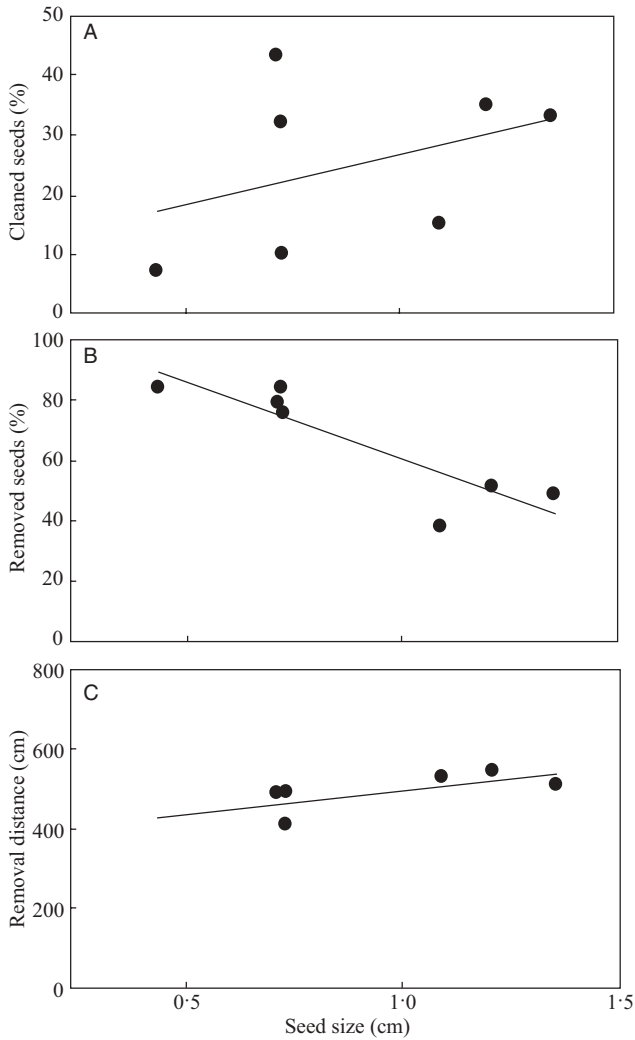 A
50
40
30
20
10
0
Cleaned seeds (%)
B
100
80
60
40
20
0
Removed seeds (%)
C
800
600
400
200
0
Removal distance (cm)
0·5 1·0 1·5
Seed size (cm)